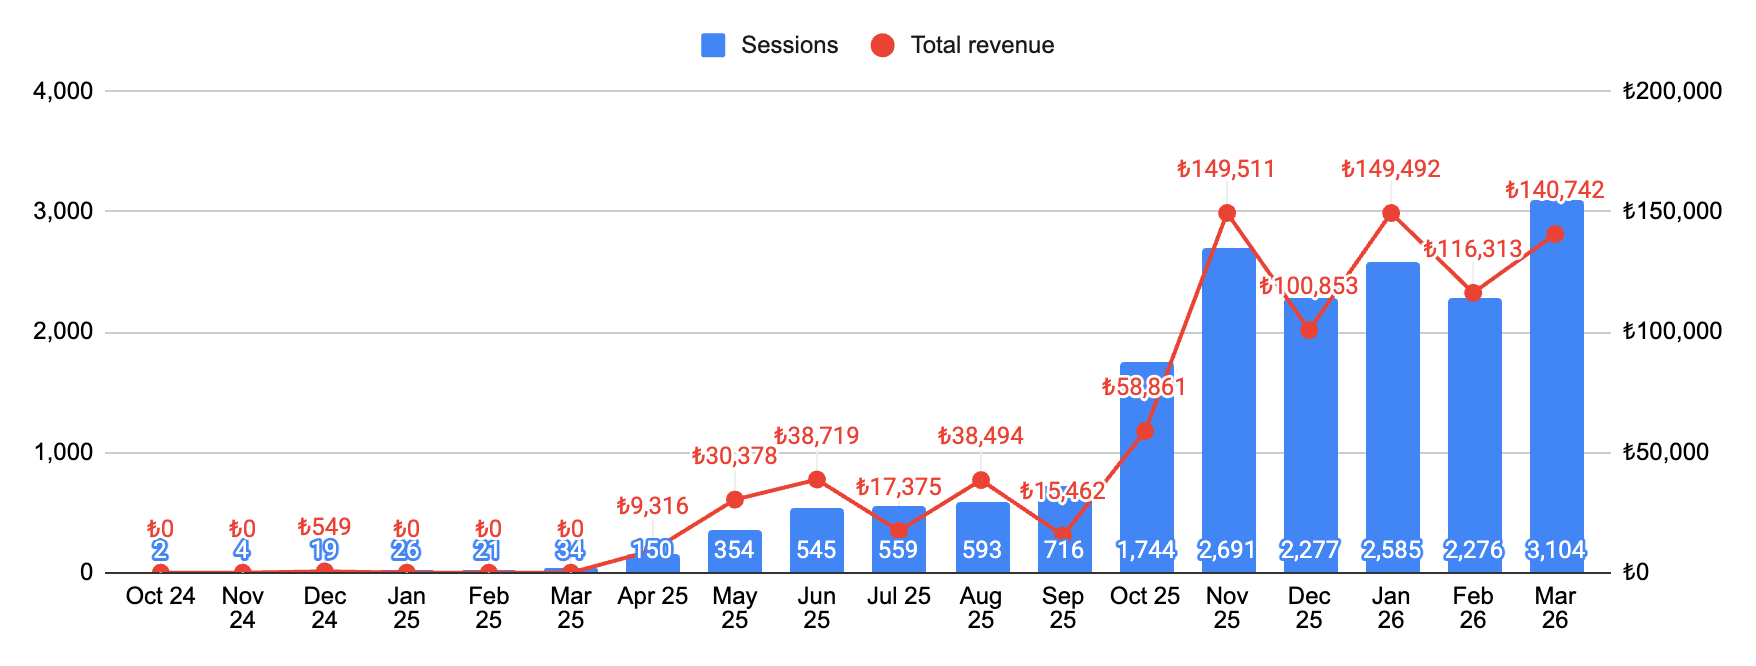 Sessions Total revenue
4,000 ₺200,000
3,000 ₺150,000
2,000 ₺100,000
1,000 ₺50,000
0 ₺0
₺0 ₺0 ₺549 ₺0 ₺0 ₺0 ₺9,316 ₺30,378 ₺38,719 ₺17,375 ₺38,494 ₺15,462 ₺58,861 ₺149,511 ₺100,853 ₺149,492 ₺116,313 ₺140,742
2 4 19 26 21 34 150 354 545 559 593 716 1,744 2,691 2,277 2,585 2,276 3,104
Oct 24 Nov Dec Jan Feb Mar Apr 25 May Jun Jul 25 Aug Sep Oct 25 Nov Dec Jan Feb Mar
24 24 25 25 25 25 25 25 25 25 25 26 26 26